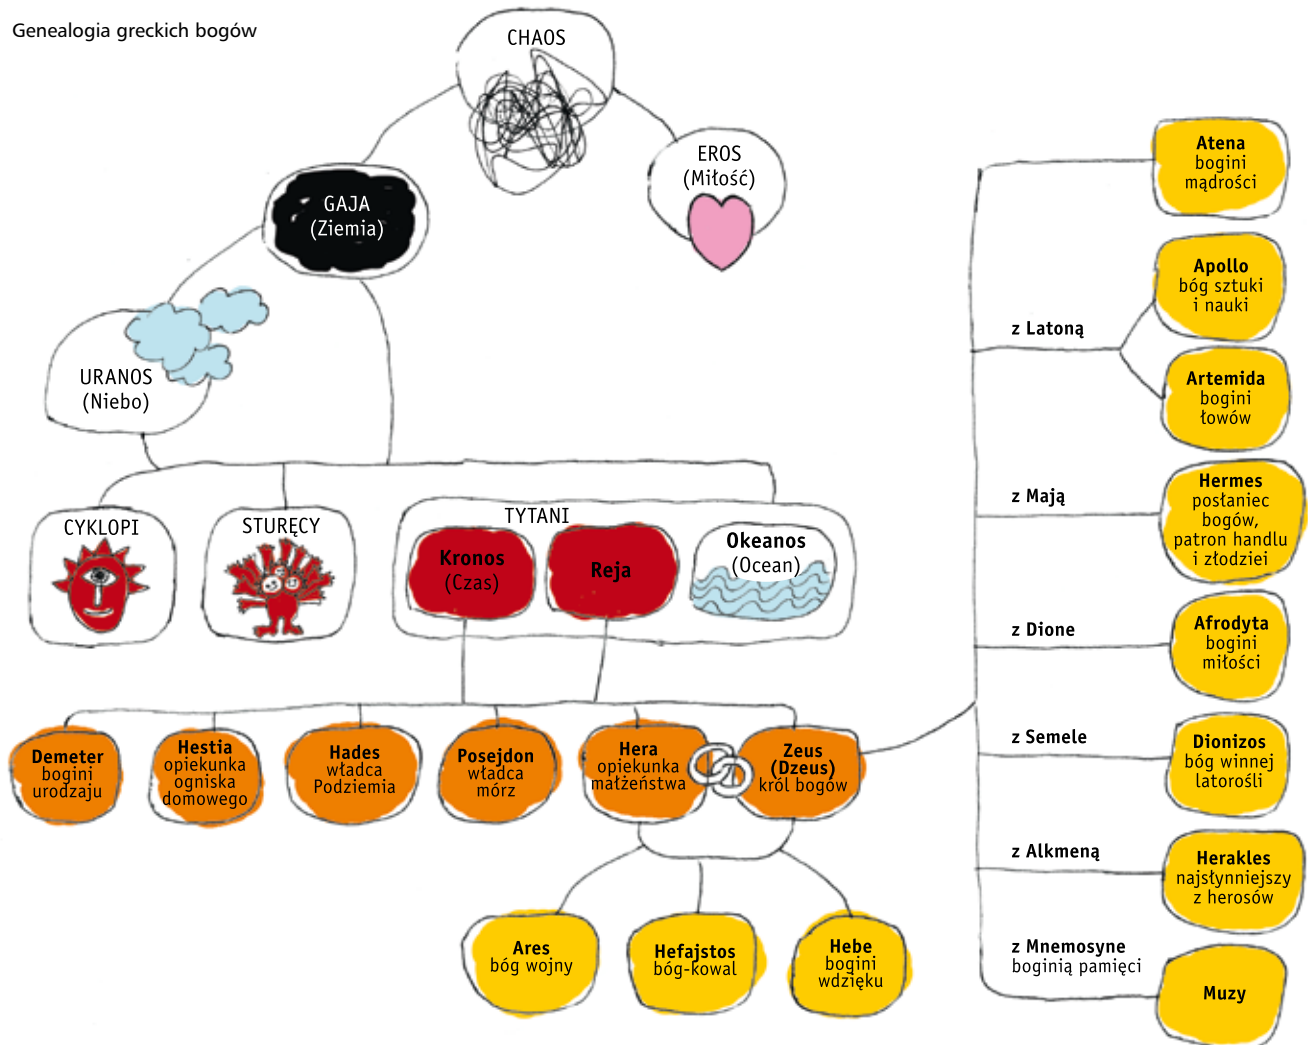 Genealogia greckich bogów
CHAOS
EROS
(Miłość)
GAJA
(Ziemia)
URANOS
(Niebo)
CYKLOPI
STURĘCY
TYTANI
Kronos
(Czas)
Reja
Okeanos
(Ocean)
Demeter
bogini
urodzaju
Hestia
opiekunka
ogniska
domowego
Hades
władca
Podziemia
Posejdon
władca
mórz
Hera
opiekunka
małżeństwa
Zeus
(Dzeus)
król bogów
Ares
bóg wojny
Hefajstos
bóg-kowal
Hebe
bogini
wdzięku
Atena
bogini
mądrości
z Latoną
Apollo
bóg sztuki
i nauki
Artemida
bogini
łowów
z Mają
Hermes
posłaniec
bogów,
patron handlu
i złodziei
z Dione
Afrodyta
bogini
miłości
z Semele
Dionizos
bóg winnej
latorośli
z Alkmeną
Herakles
najsłynniejszy
z herosów
z Mnemosyne
boginią pamięci
Muzy